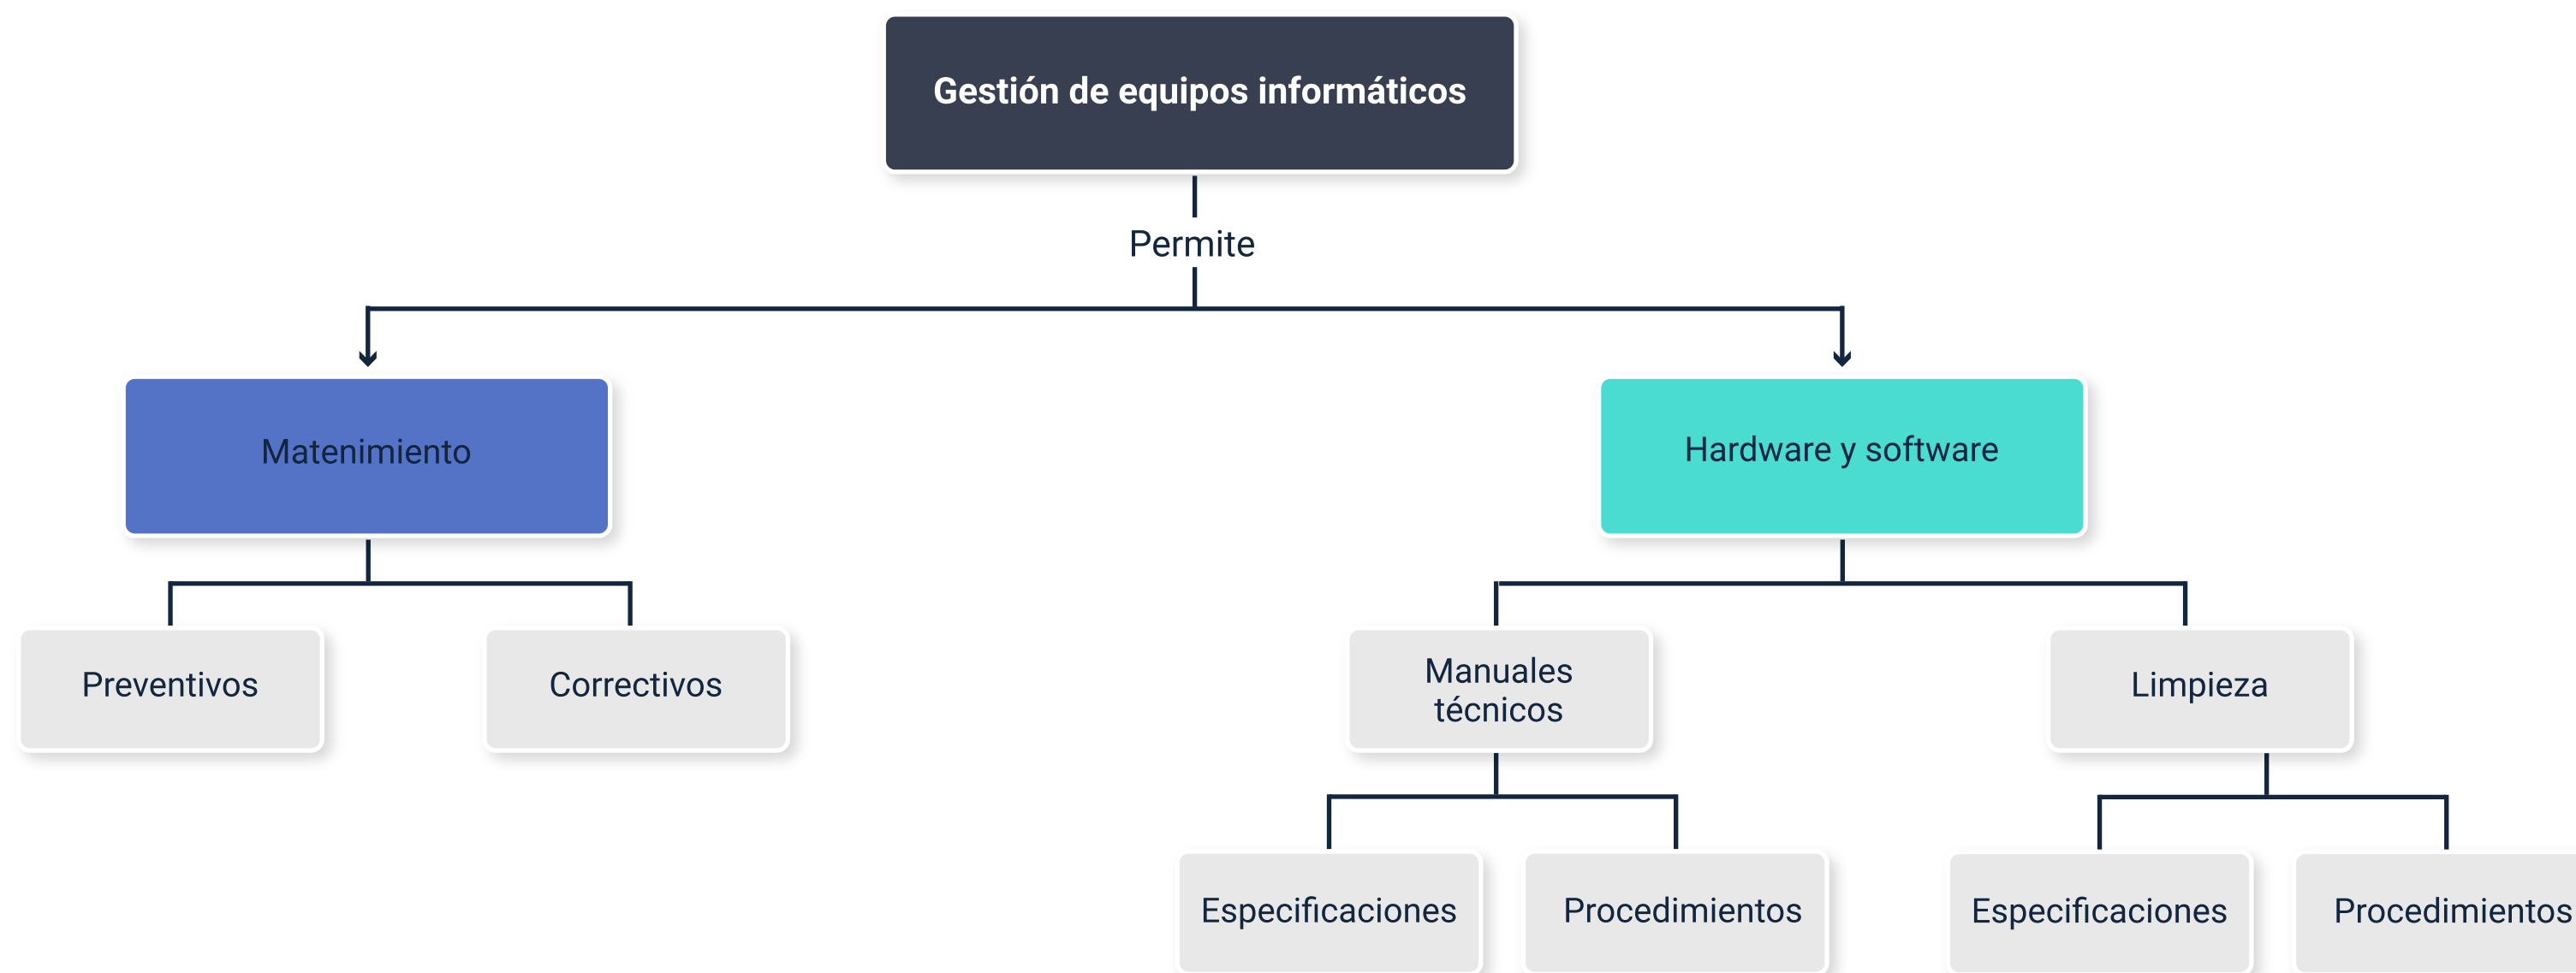 Gestión de equipos informáticos
Permite
Matenimiento
Hardware y software
Preventivos
Correctivos
Manuales
técnicos
Limpieza
Especificaciones
Procedimientos
Especificaciones
Procedimientos